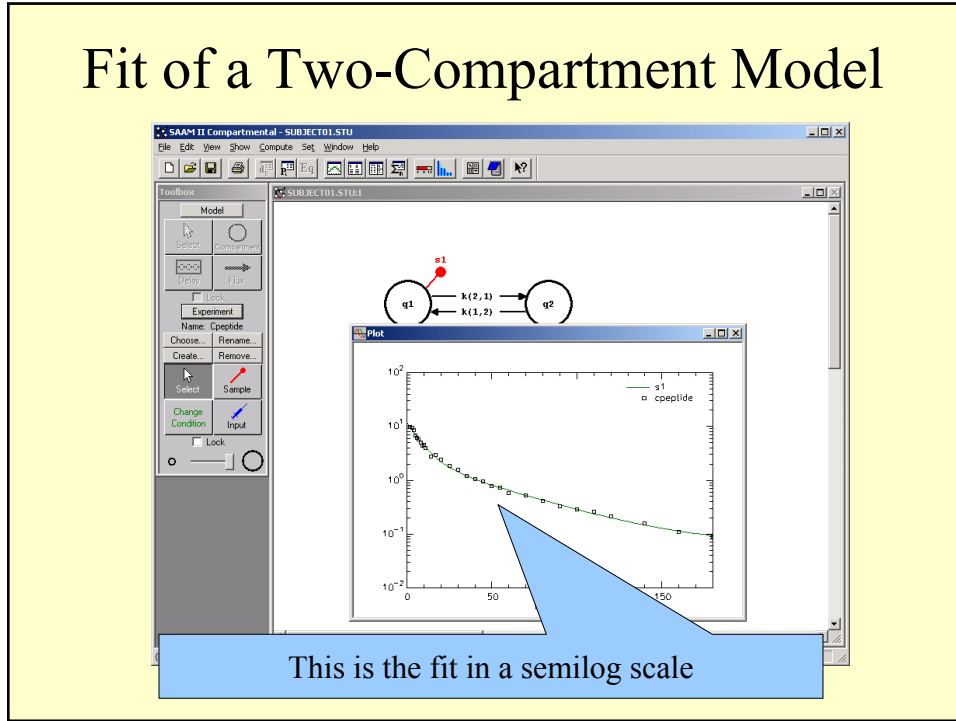 Fit of a Two-Compartment Model
SAAM II Compartmental - SUBJECT01.STU
File Edit View Show Compute Set Window Help
Toolbox
SUBJECT01.STU:1
Model
Select
Compartment
Delay
Flux
Lock
Experiment
Name: Cpeptide
Choose... Rename...
Create... Remove...
Select
Sample
Change
Condition
Input
Lock
s1
q1
k(2,1)
k(1,2)
q2
Plot
10²
10¹
10⁰
10⁻¹
10⁻²
s1
cpeptide
0 50 150
This is the fit in a semilog scale